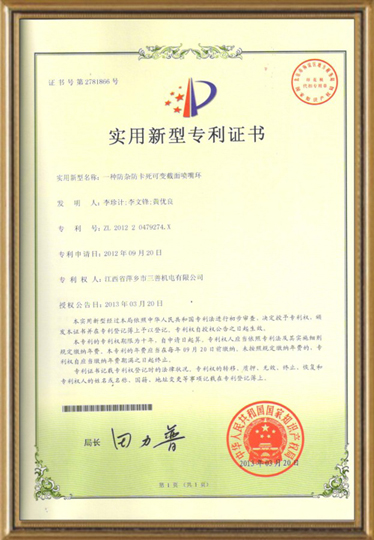 证书号第2781866号
实用新型专利证书
实用新型名称：一种防杂防卡死可变截面喷嘴环
发 明 人：李珍计;李文锋;黄优良
专 利 号：ZL 2012 2 0479274.X
专利申请日：2012年09月20日
专利权人：江西省萍乡市三善机电有限公司
授权公告日：2013年03月20日
本实用新型经过本局依照中华人民共和国专利法进行初步审查，决定授予专利权，颁
发本证书并在专利登记簿上予以登记。专利权自授权公告之日起生效。
本专利的专利权期限为十年，自申请日起算。专利权人应当依照专利法及其实施细则
规定缴纳年费。本专利的年费应当在每年09月20日前缴纳。未按照规定缴纳年费的，专
利权自应当缴纳年费期满之日起终止。
专利证书记载专利权登记时的法律状况。专利权的转移、质押、无效、终止、恢复和
专利权人的姓名或名称、国籍、地址变更等事项记载在专利登记簿上。
局长 田力普
中华人民共和国国家知识产权局
2013年03月20日
第1页（共1页）